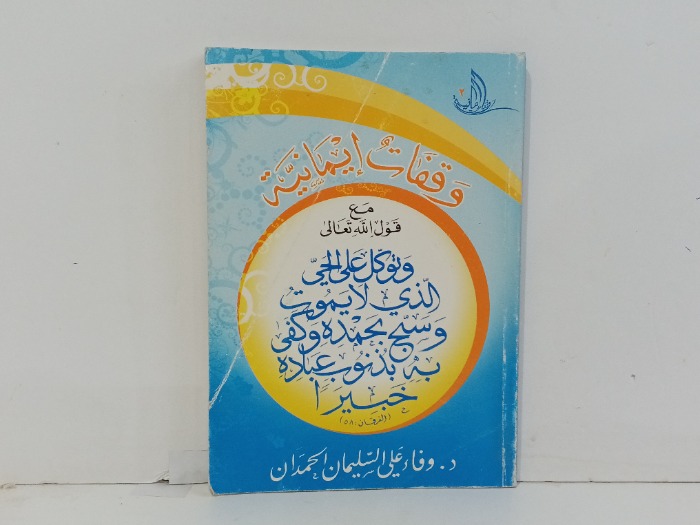 ٢
وقفات إيمانية
مع
قول الله تعالى
وتوكل على الحي
الذي لا يموت
وسبح بحمده وكفى
به بذنوب عباده
خبيرا
(الفرقان: ٥٨)
د. وفاء علي السليمان الحمدان